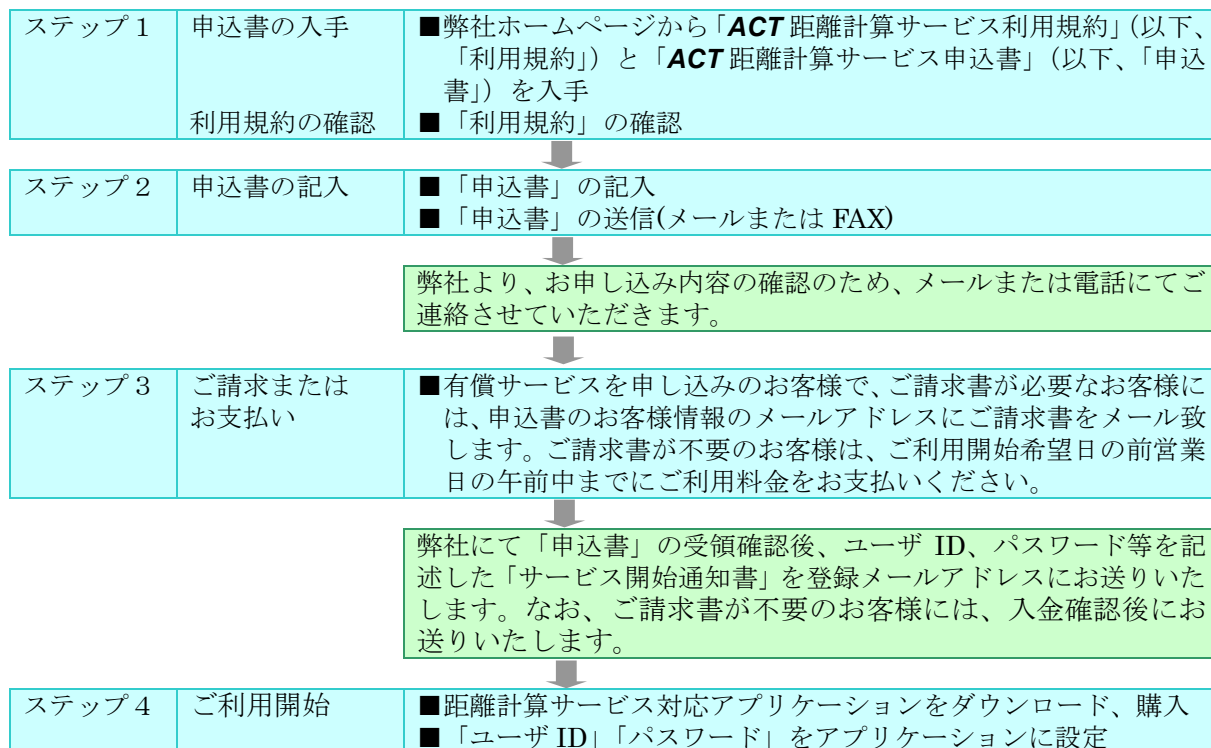 ステップ１ 申込書の入手 ■弊社ホームページから「ACT 距離計算サービス利用規約」（以下、
「利用規約」）と「ACT 距離計算サービス申込書」（以下、「申込
書」）を入手
利用規約の確認 ■「利用規約」の確認
ステップ２ 申込書の記入 ■「申込書」の記入
■「申込書」の送信(メールまたは FAX)
弊社より、お申し込み内容の確認のため、メールまたは電話にてご
連絡させていただきます。
ステップ３ ご請求または ■有償サービスを申し込みのお客様で、ご請求書が必要なお客様に
お支払い は、申込書のお客様情報のメールアドレスにご請求書をメール致
します。ご請求書が不要のお客様は、ご利用開始希望日の前営業
日の午前中までにご利用料金をお支払いください。
弊社にて「申込書」の受領確認後、ユーザ ID、パスワード等を記
述した「サービス開始通知書」を登録メールアドレスにお送りいた
します。なお、ご請求書が不要のお客様には、入金確認後にお
送りいたします。
ステップ４ ご利用開始 ■距離計算サービス対応アプリケーションをダウンロード、購入
■「ユーザ ID」「パスワード」をアプリケーションに設定